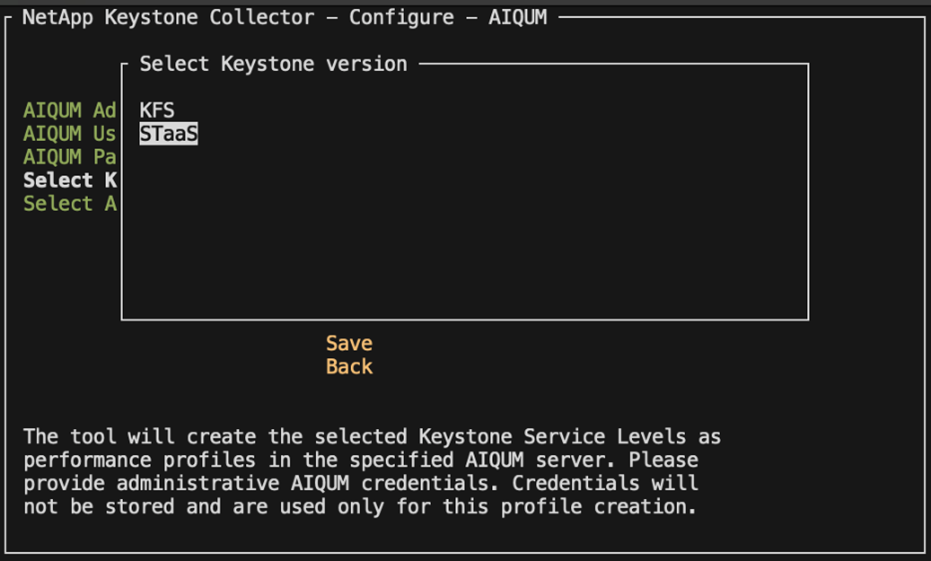 NetApp Keystone Collector – Configure – AIQUM
Select Keystone version
AIQUM Ad
KFS
AIQUM Us
STaaS
AIQUM Pa
Select K
Select A
Save
Back
The tool will create the selected Keystone Service Levels as
performance profiles in the specified AIQUM server. Please
provide administrative AIQUM credentials. Credentials will
not be stored and are used only for this profile creation.